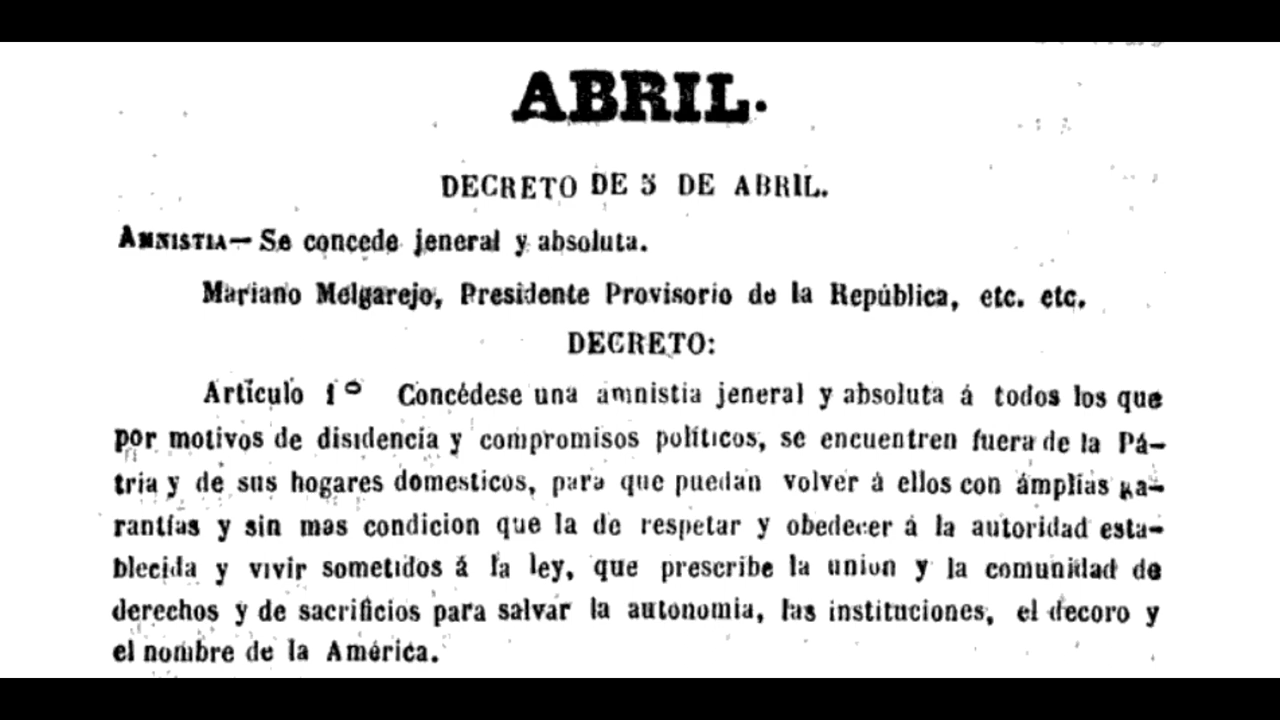 ABRIL.
DECRETO DE 5 DE ABRIL.
AMNISTIA— Se concede jeneral y absoluta.
Mariano Melgarejo, Presidente Provisorio de la República, etc. etc.
DECRETO:
Artículo 1º Concédese una amnistia jeneral y absoluta á todos los que
por motivos de disidencia y compromisos políticos, se encuentren fuera de la Pá-
tria y de sus hogares domesticos, para que puedan volver á ellos con ámplias ga-
rantías y sin mas condicion que la de respetar y obedecer á la autoridad esta-
blecida y vivir sometidos á la ley, que prescribe la union y la comunidad de
derechos y de sacrificios para salvar la autonomia, las instituciones, el decoro y
el nombre de la América.